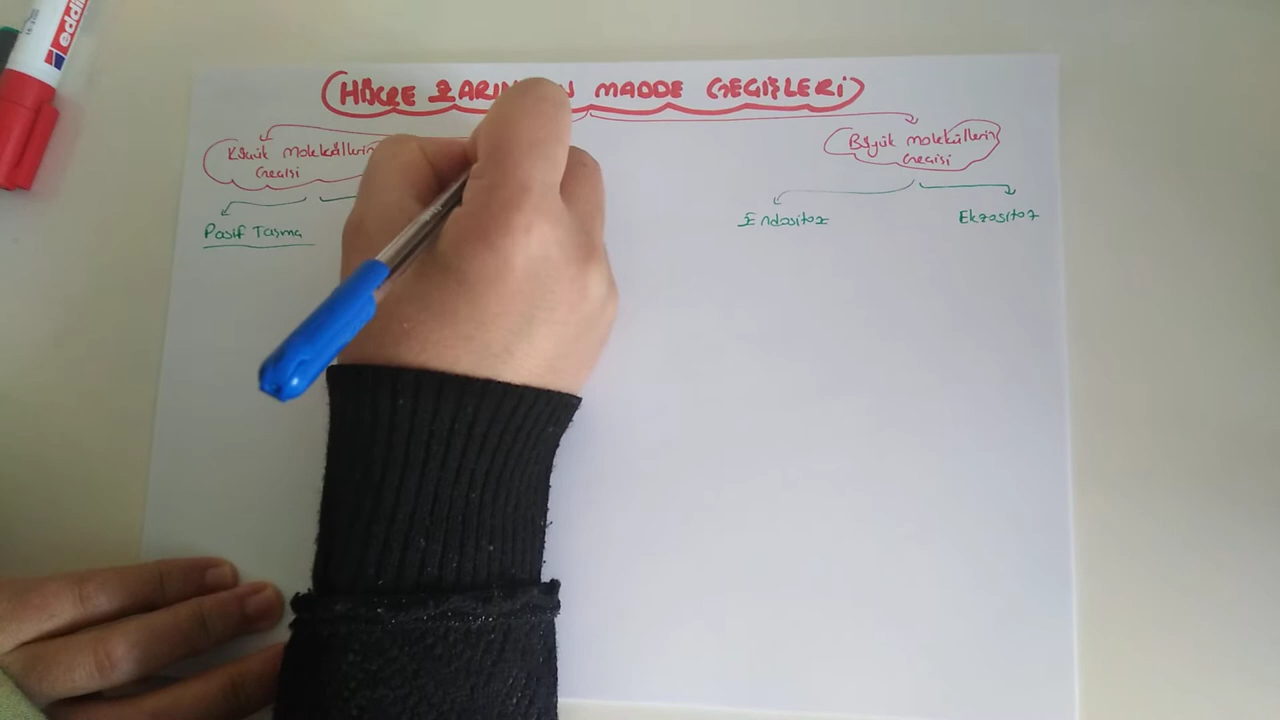 HÜCRE ZARIN MADDE GEÇİŞLERİ
Küçük Moleküllerin
Geçişi
Büyük Moleküllerin
Geçişi
Pasif Taşıma
Endositoz
Ekzositoz
edding